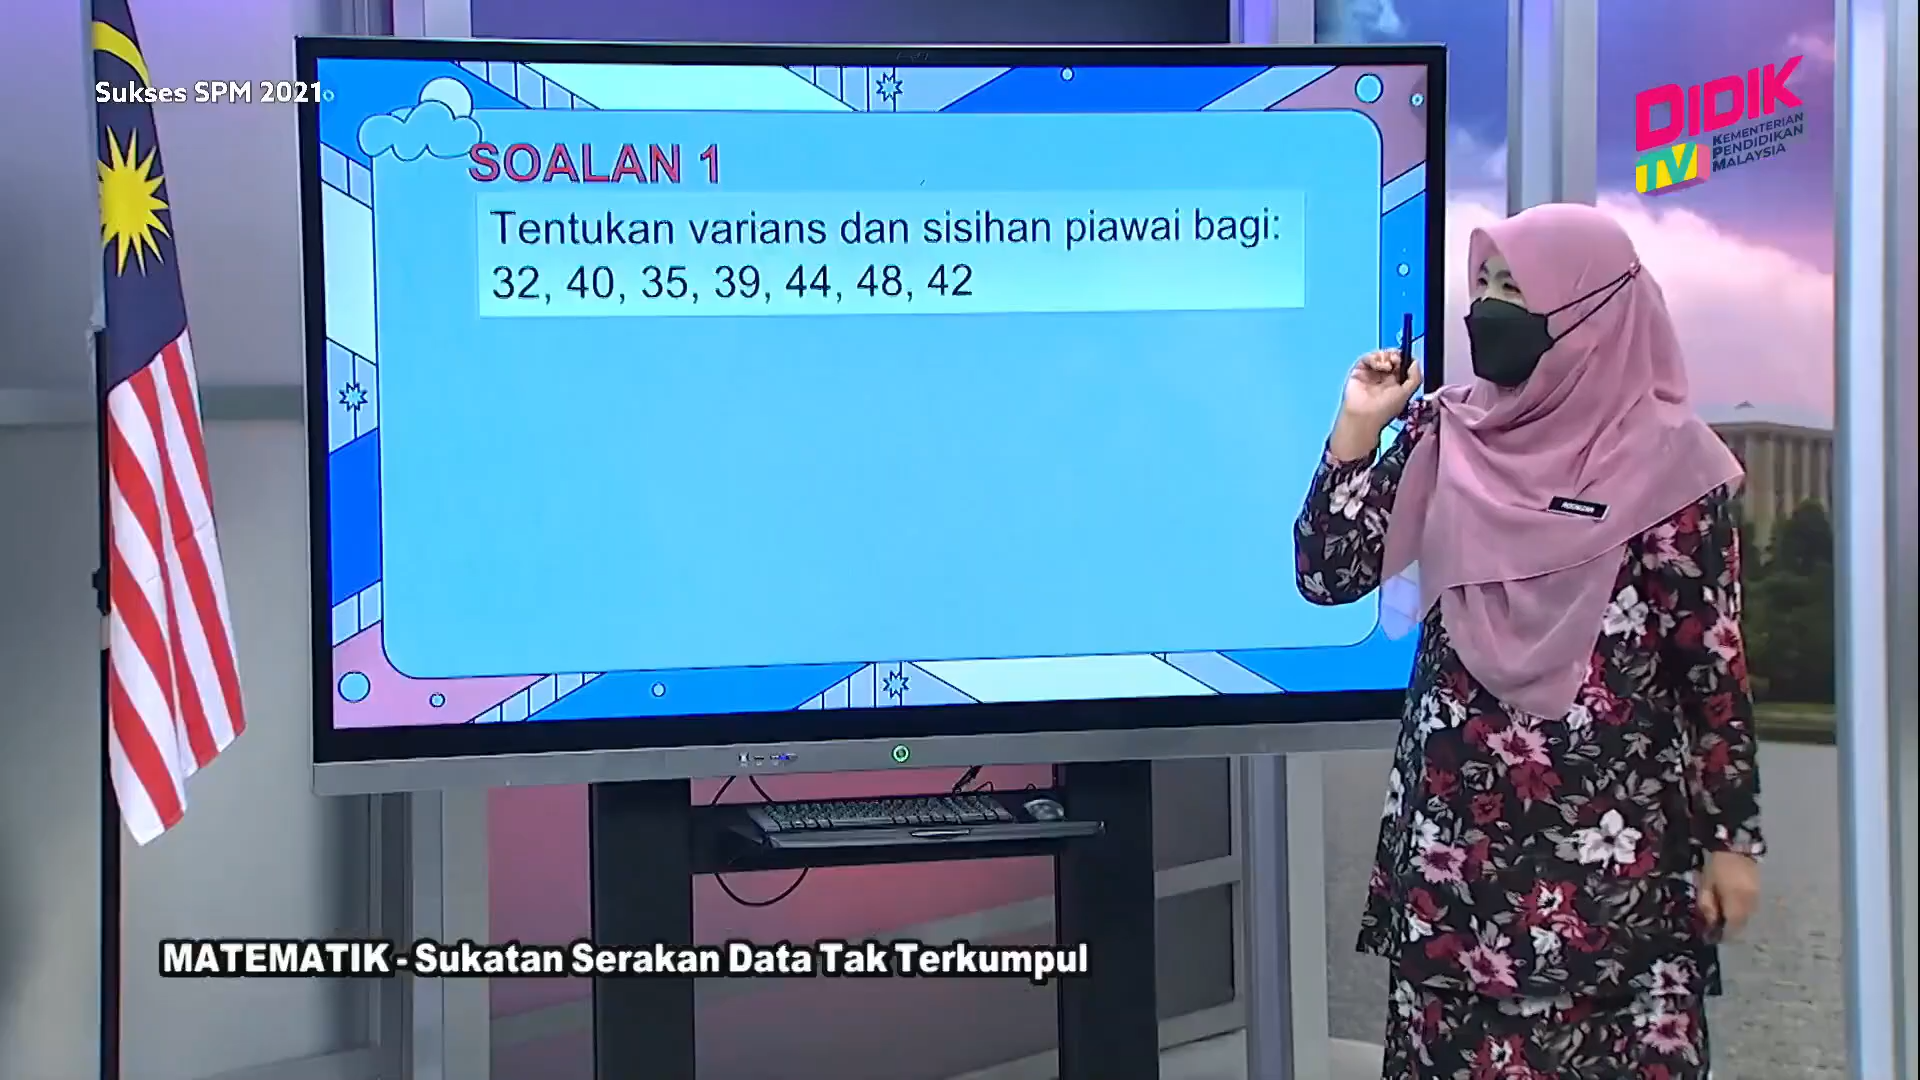 Sukses SPM 2021
DIDIK
TV
KEMENTERIAN
PENDIDIKAN
MALAYSIA
SOALAN 1
Tentukan varians dan sisihan piawai bagi:
32, 40, 35, 39, 44, 48, 42
MATEMATIK - Sukatan Serakan Data Tak Terkumpul